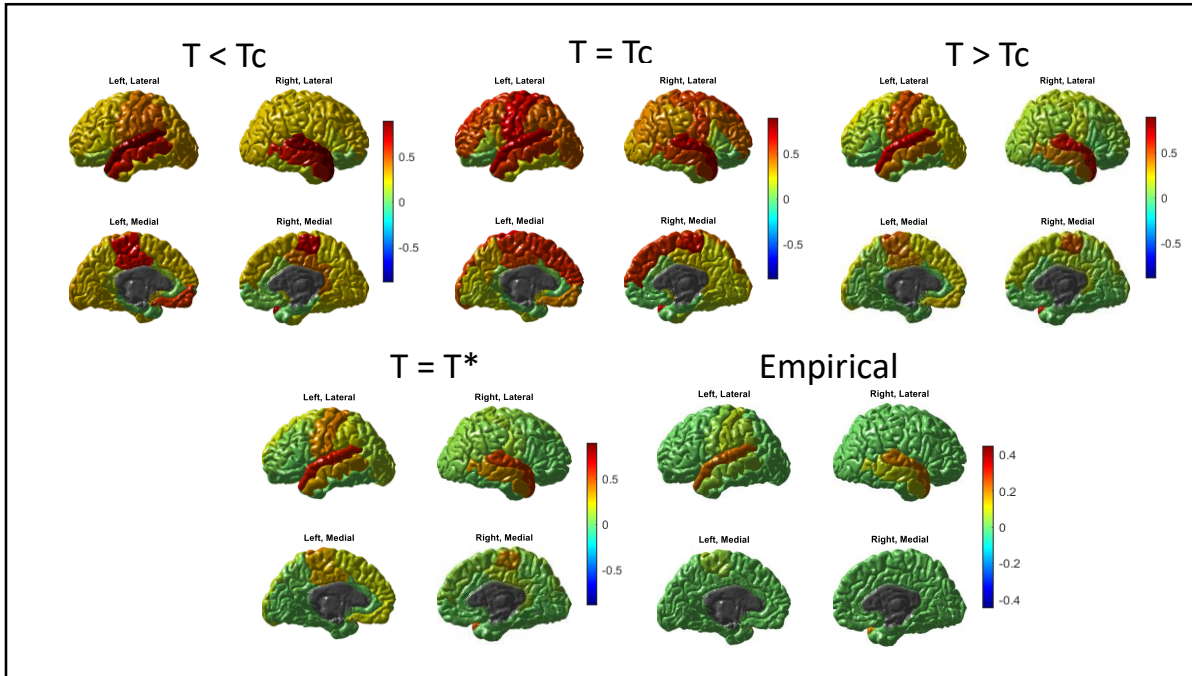 T < Tc
T = Tc
T > Tc
Left, Lateral
Right, Lateral
Left, Lateral
Right, Lateral
Left, Lateral
Right, Lateral
0.5
0
-0.5
0.5
0
-0.5
0.5
0
-0.5
Left, Medial
Right, Medial
Left, Medial
Right, Medial
Left, Medial
Right, Medial
T = T*
Empirical
Left, Lateral
Right, Lateral
Left, Lateral
Right, Lateral
0.5
0
-0.5
0.4
0.2
0
-0.2
-0.4
Left, Medial
Right, Medial
Left, Medial
Right, Medial